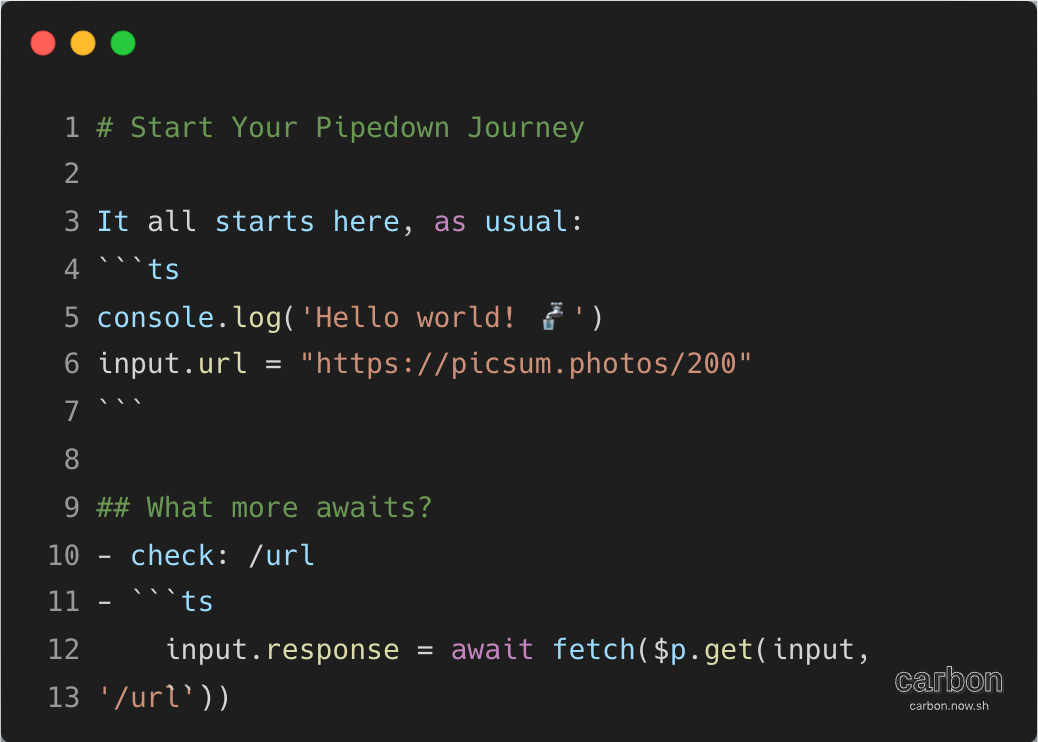 1 # Start Your Pipedown Journey
2
3 It all starts here, as usual:
4 ```ts
5 console.log('Hello world! 🚰')
6 input.url = "https://picsum.photos/200"
7 ```
8
9 ## What more awaits?
10 - check: /url
11 - ```ts
12     input.response = await fetch($p.get(input,
13 '/url'))
```
carbon
carbon.now.sh